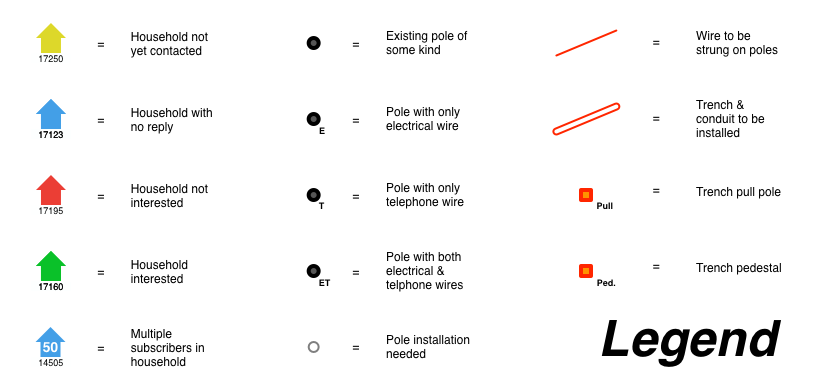 17250
=
Household not
yet contacted
=
Existing pole of
some kind
=
Wire to be
strung on poles
17123
=
Household with
no reply
E
=
Pole with only
electrical wire
=
Trench &
conduit to be
installed
17195
=
Household not
interested
T
=
Pole with only
telephone wire
Pull
=
Trench pull pole
17160
=
Household
interested
ET
=
Pole with both
electrical &
telphone wires
Ped.
=
Trench pedestal
50
14505
=
Multiple
subscribers in
household
=
Pole installation
needed
Legend